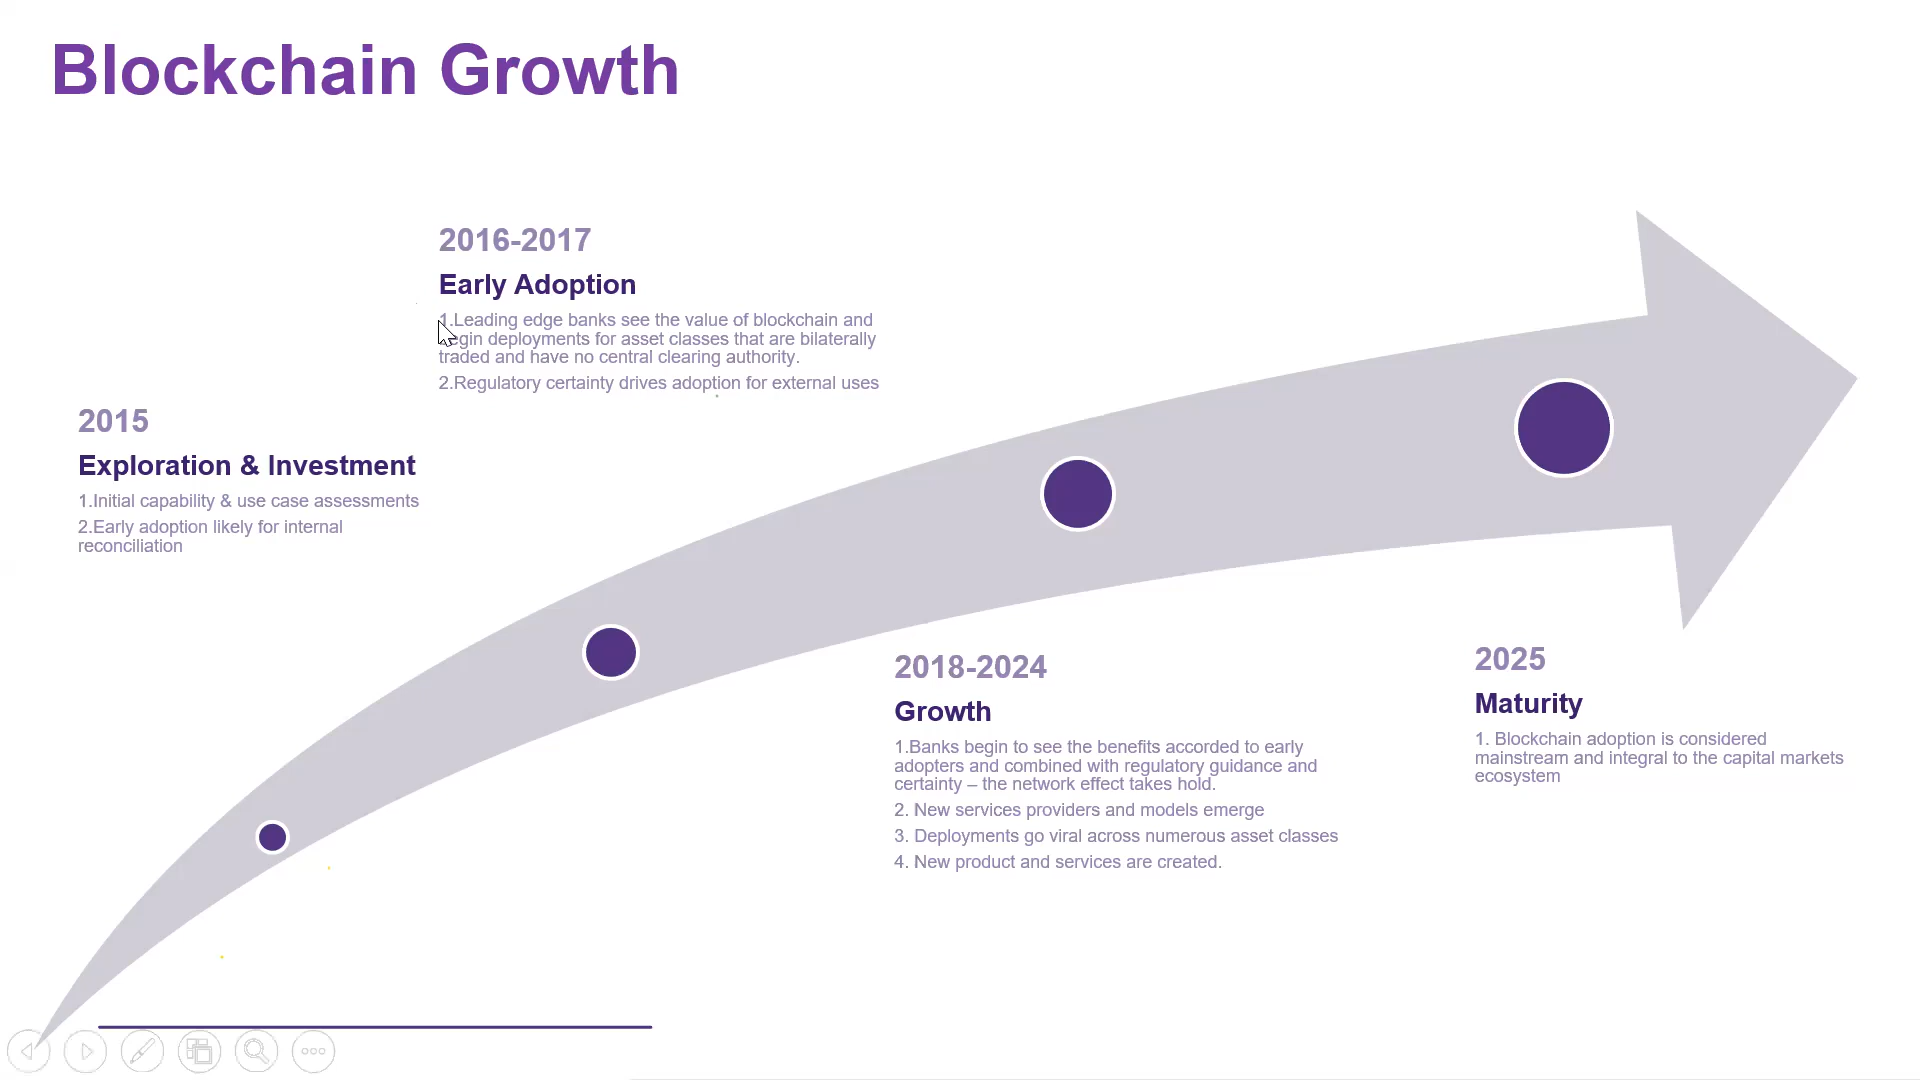 Blockchain Growth
2016-2017
Early Adoption
1.Leading edge banks see the value of blockchain and
begin deployments for asset classes that are bilaterally
traded and have no central clearing authority.
2.Regulatory certainty drives adoption for external uses
2015
Exploration & Investment
1.Initial capability & use case assessments
2.Early adoption likely for internal
reconciliation
2018-2024
Growth
1.Banks begin to see the benefits accorded to early
adopters and combined with regulatory guidance and
certainty – the network effect takes hold.
2. New services providers and models emerge
3. Deployments go viral across numerous asset classes
4. New product and services are created.
2025
Maturity
1. Blockchain adoption is considered
mainstream and integral to the capital markets
ecosystem